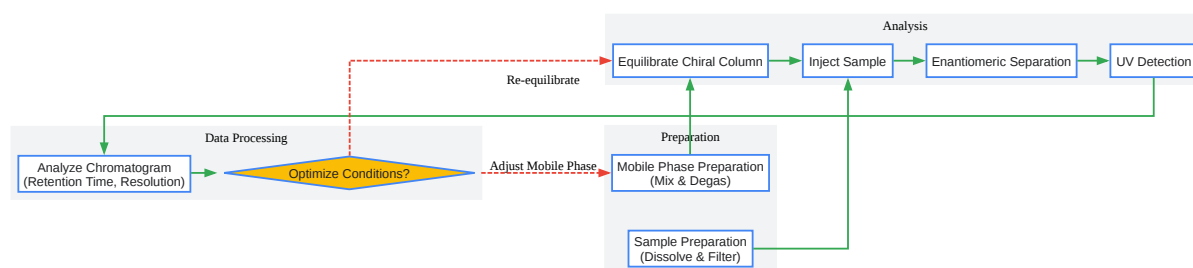 Analysis
Equilibrate Chiral Column
Inject Sample
Enantiomeric Separation
UV Detection
Re-equilibrate
Data Processing
Preparation
Analyze Chromatogram
(Retention Time, Resolution)
Optimize Conditions?
Adjust Mobile Phase
Mobile Phase Preparation
(Mix & Degas)
Sample Preparation
(Dissolve & Filter)